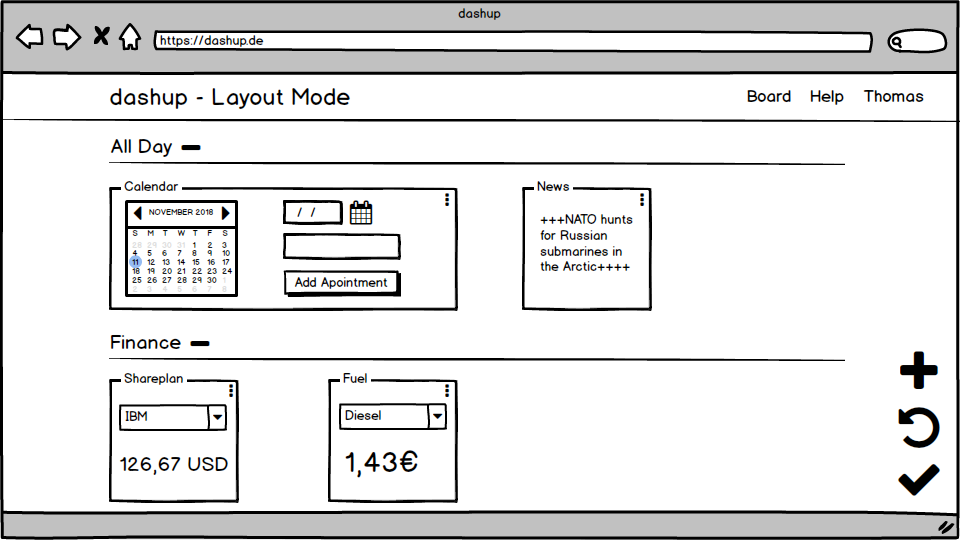 dashup
https://dashup.de
dashup - Layout Mode
Board Help Thomas
All Day
Calendar
NOVEMBER 2018
S M T W T F S
28 29 30 31 1 2 3
4 5 6 7 8 9 10
11 12 13 14 15 16 17
18 19 20 21 22 23 24
25 26 27 28 29 30 1
2 3 4 5 6 7 8
/ /
Add Apointment
News
+++NATO hunts
for Russian
submarines in
the Arctic++++
Finance
Shareplan
IBM
126,67 USD
Fuel
Diesel
1,43€